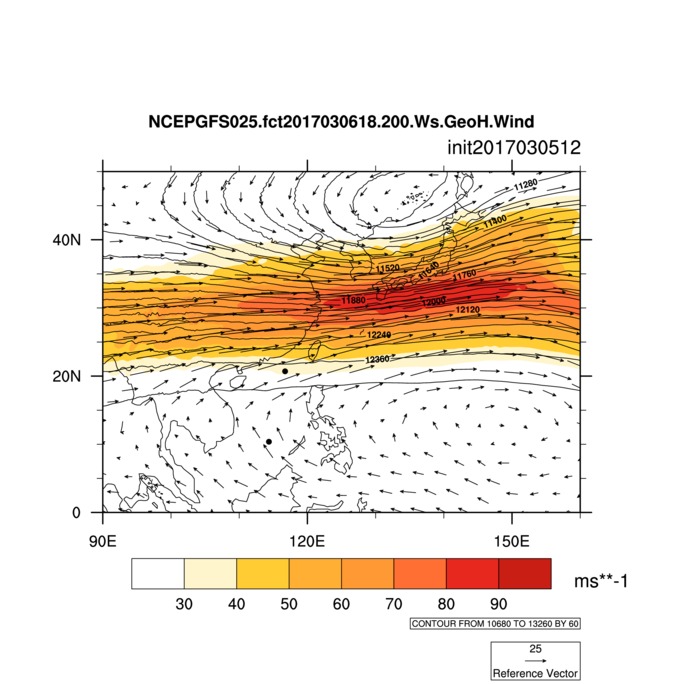 NCEPGFS025.fct2017030618.200.Ws.GeoH.Wind
init2017030512
11280
11400
40N
11520
11640
11760
11880
12000
12120
12240
12360
20N
0
90E 120E 150E
30 40 50 60 70 80 90
ms**-1
CONTOUR FROM 10680 TO 13260 BY 60
25
Reference Vector